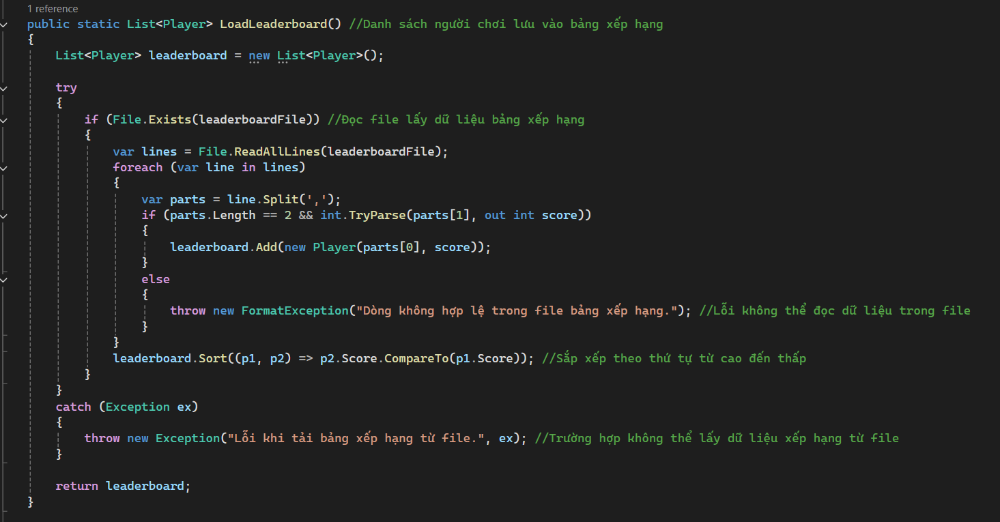 1 reference
public static List<Player> LoadLeaderboard() //Danh sách người chơi lưu vào bảng xếp hạng
{
List<Player> leaderboard = new List<Player>();
try
{
if (File.Exists(leaderboardFile)) //Đọc file lấy dữ liệu bảng xếp hạng
{
var lines = File.ReadAllLines(leaderboardFile);
foreach (var line in lines)
{
var parts = line.Split(',');
if (parts.Length == 2 && int.TryParse(parts[1], out int score))
{
leaderboard.Add(new Player(parts[0], score));
}
else
{
throw new FormatException("Dòng không hợp lệ trong file bảng xếp hạng."); //Lỗi không thể đọc dữ liệu trong file
}
}
leaderboard.Sort((p1, p2) => p2.Score.CompareTo(p1.Score)); //Sắp xếp theo thứ tự từ cao đến thấp
}
}
catch (Exception ex)
{
throw new Exception("Lỗi khi tải bảng xếp hạng từ file.", ex); //Trường hợp không thể lấy dữ liệu xếp hạng từ file
}
return leaderboard;
}